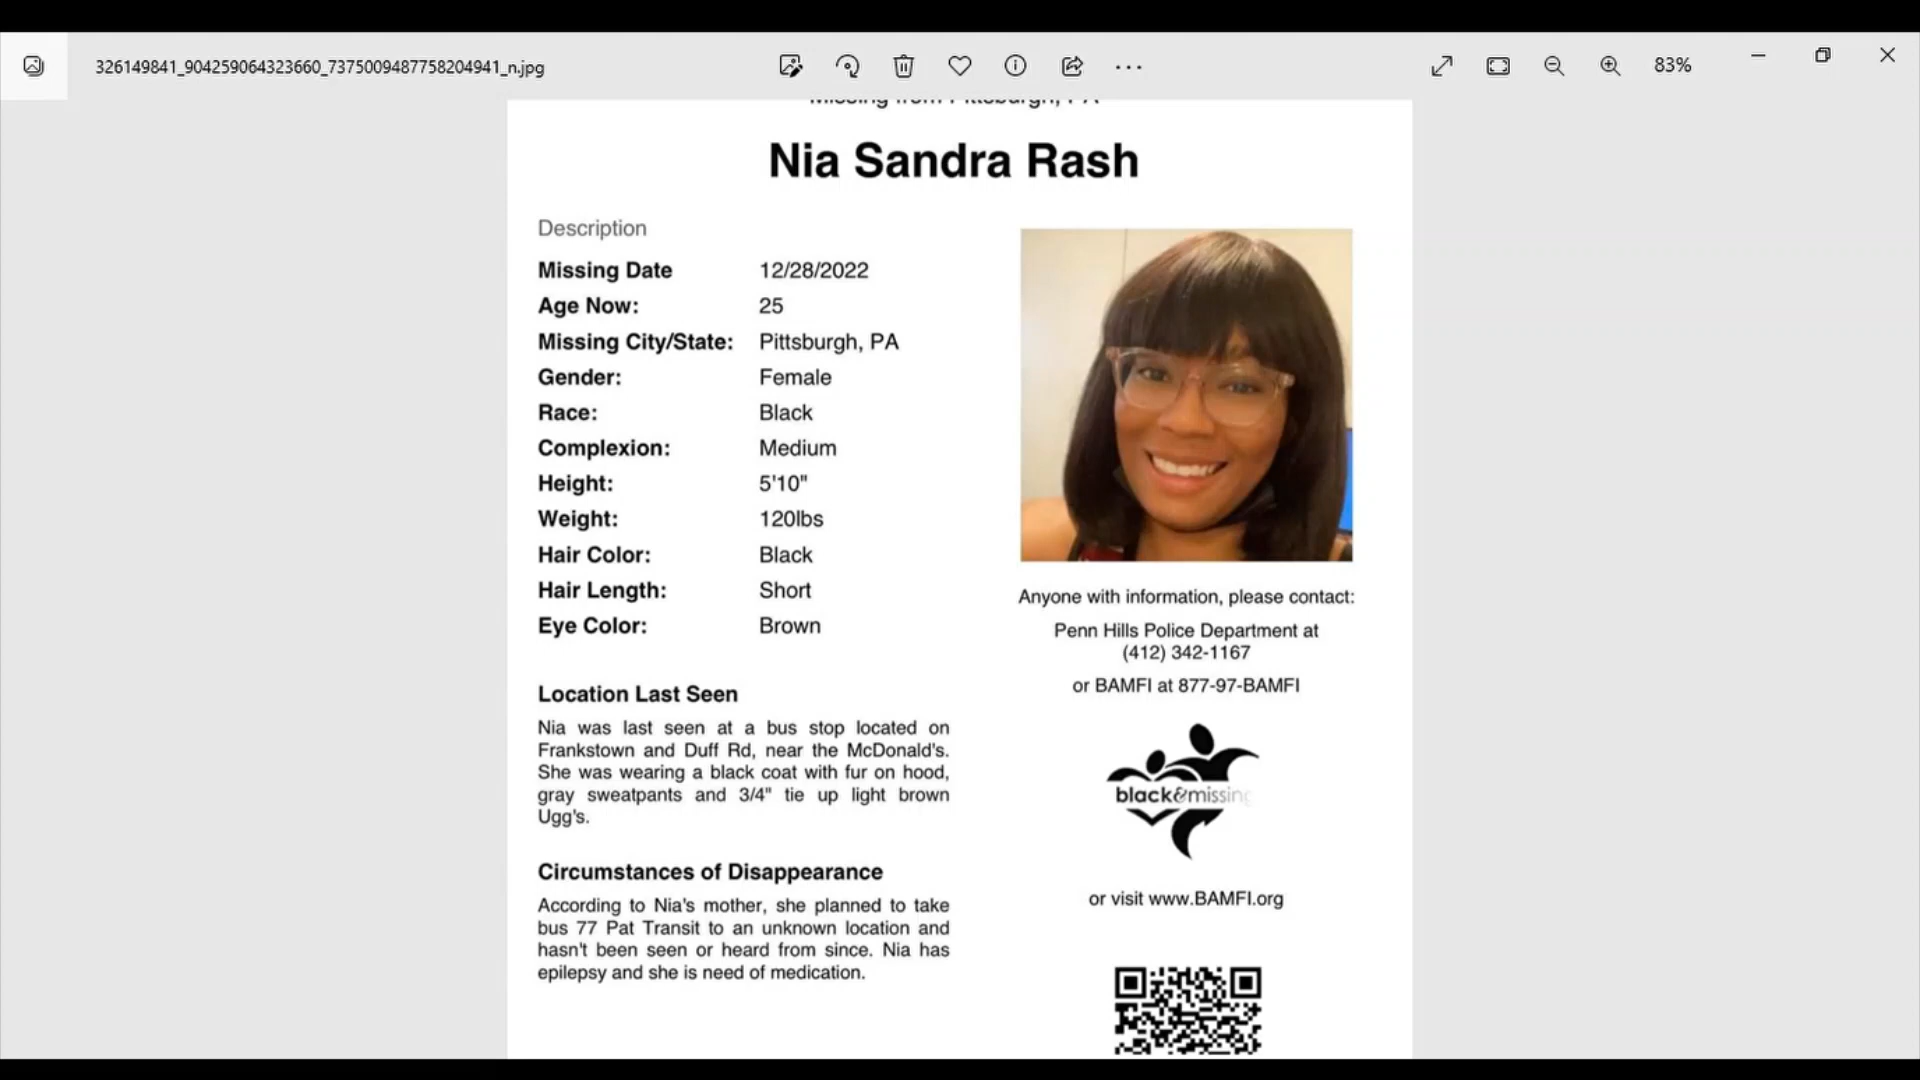 326149841_904259064323660_7375009487758204941_n.jpg
83%
Missing from Pittsburgh, PA
Nia Sandra Rash
Description
Missing Date 12/28/2022
Age Now: 25
Missing City/State: Pittsburgh, PA
Gender: Female
Race: Black
Complexion: Medium
Height: 5'10"
Weight: 120lbs
Hair Color: Black
Hair Length: Short
Eye Color: Brown
Location Last Seen
Nia was last seen at a bus stop located on
Frankstown and Duff Rd, near the McDonald's.
She was wearing a black coat with fur on hood,
gray sweatpants and 3/4" tie up light brown
Ugg's.
Circumstances of Disappearance
According to Nia's mother, she planned to take
bus 77 Pat Transit to an unknown location and
hasn't been seen or heard from since. Nia has
epilepsy and she is need of medication.
Anyone with information, please contact:
Penn Hills Police Department at
(412) 342-1167
or BAMFI at 877-97-BAMFI
black&missing
or visit www.BAMFI.org